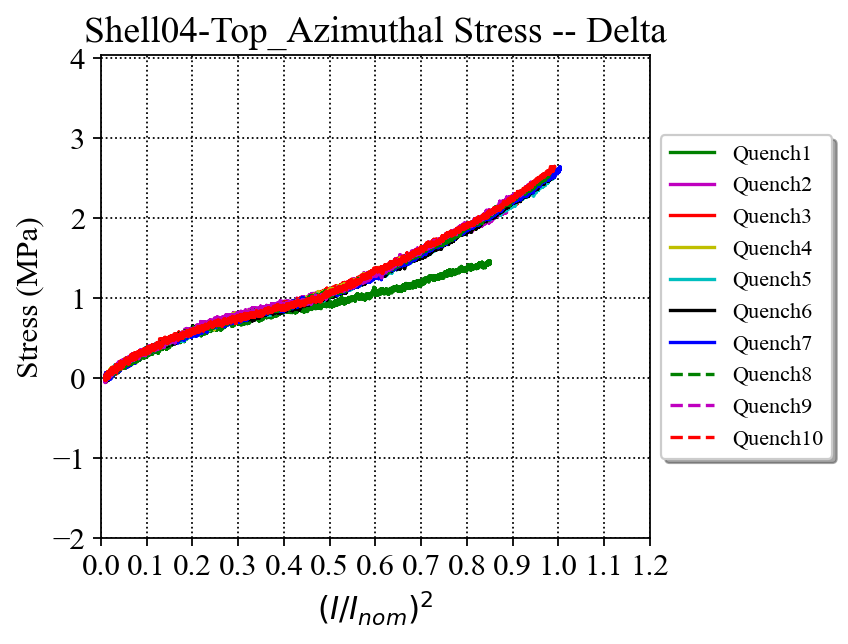 Shell04-Top_Azimuthal Stress -- Delta
4
3
2
1
0
−1
−2
Stress (MPa)
0.0 0.1 0.2 0.3 0.4 0.5 0.6 0.7 0.8 0.9 1.0 1.1 1.2
(I/I_nom)^2
Quench1
Quench2
Quench3
Quench4
Quench5
Quench6
Quench7
Quench8
Quench9
Quench10